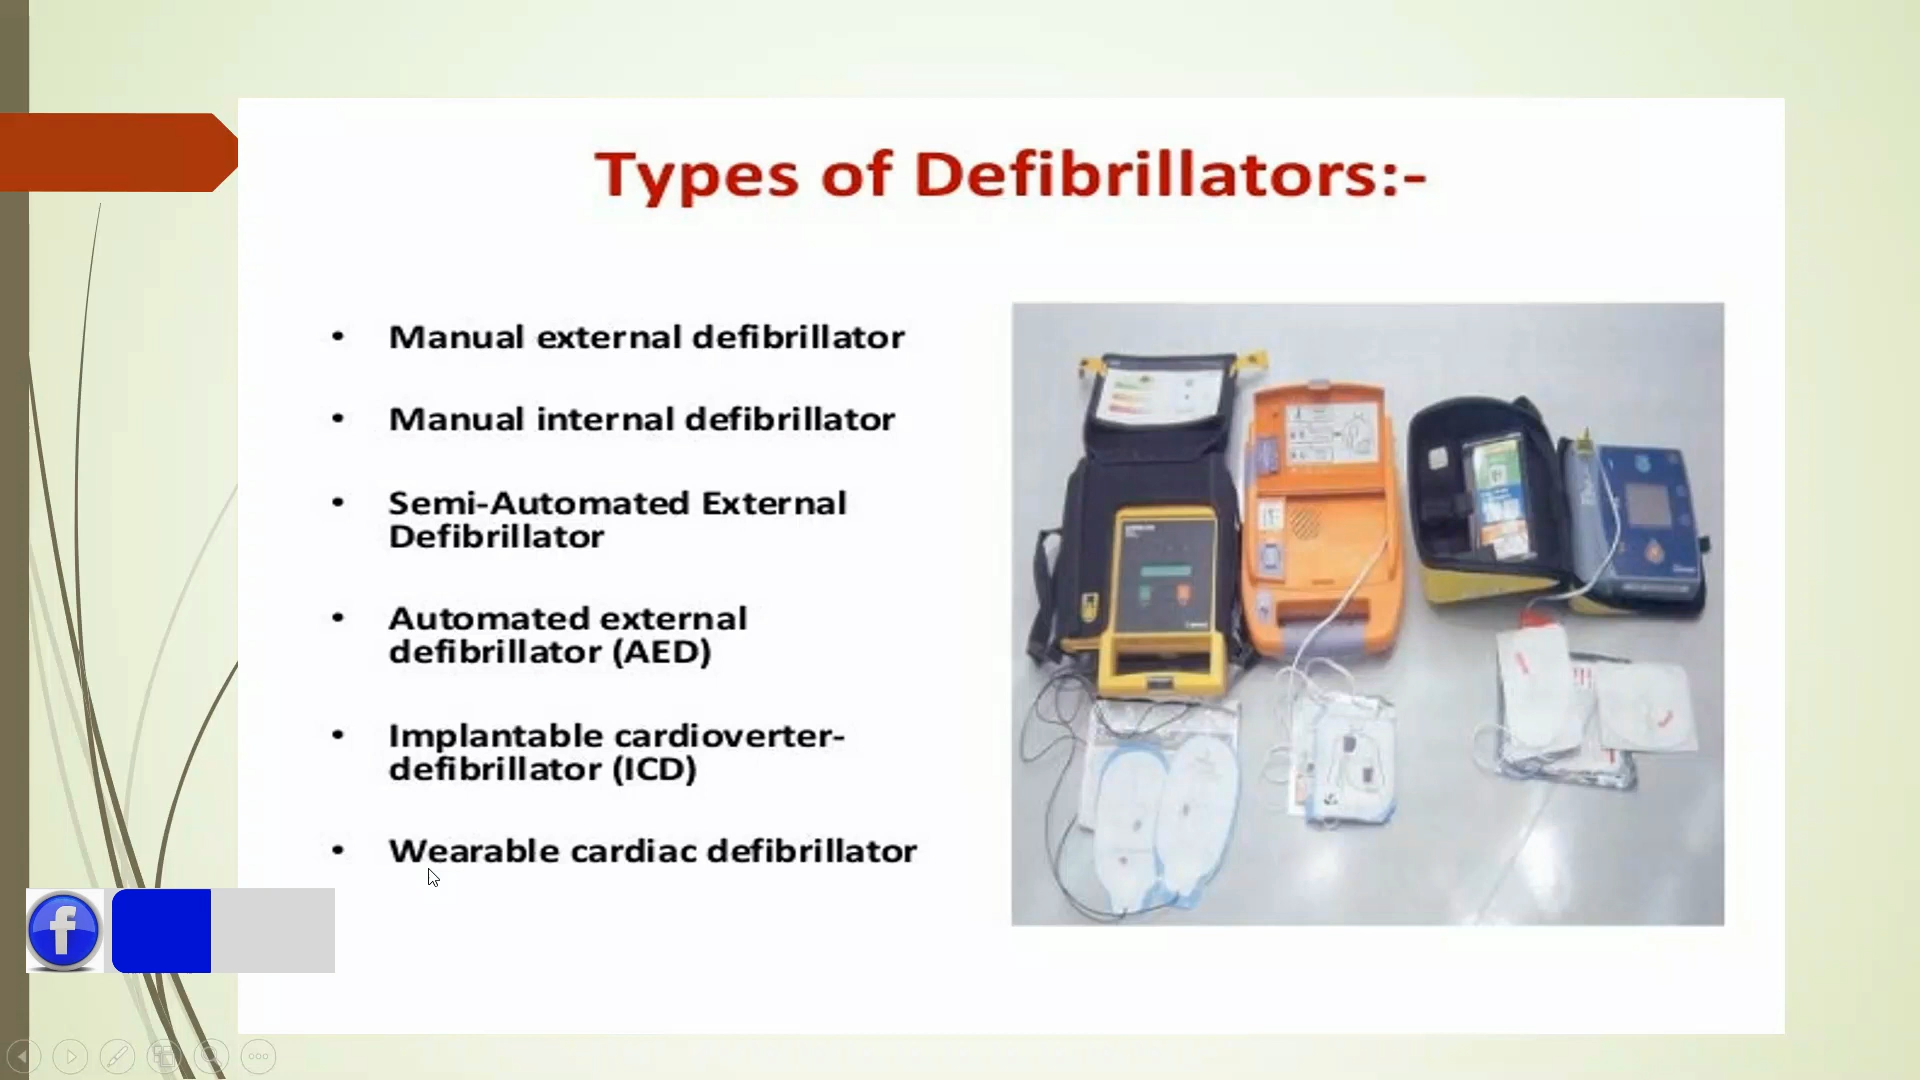 Types of Defibrillators:-
• Manual external defibrillator
• Manual internal defibrillator
• Semi-Automated External
Defibrillator
• Automated external
defibrillator (AED)
• Implantable cardioverter-
defibrillator (ICD)
• Wearable cardiac defibrillator
f